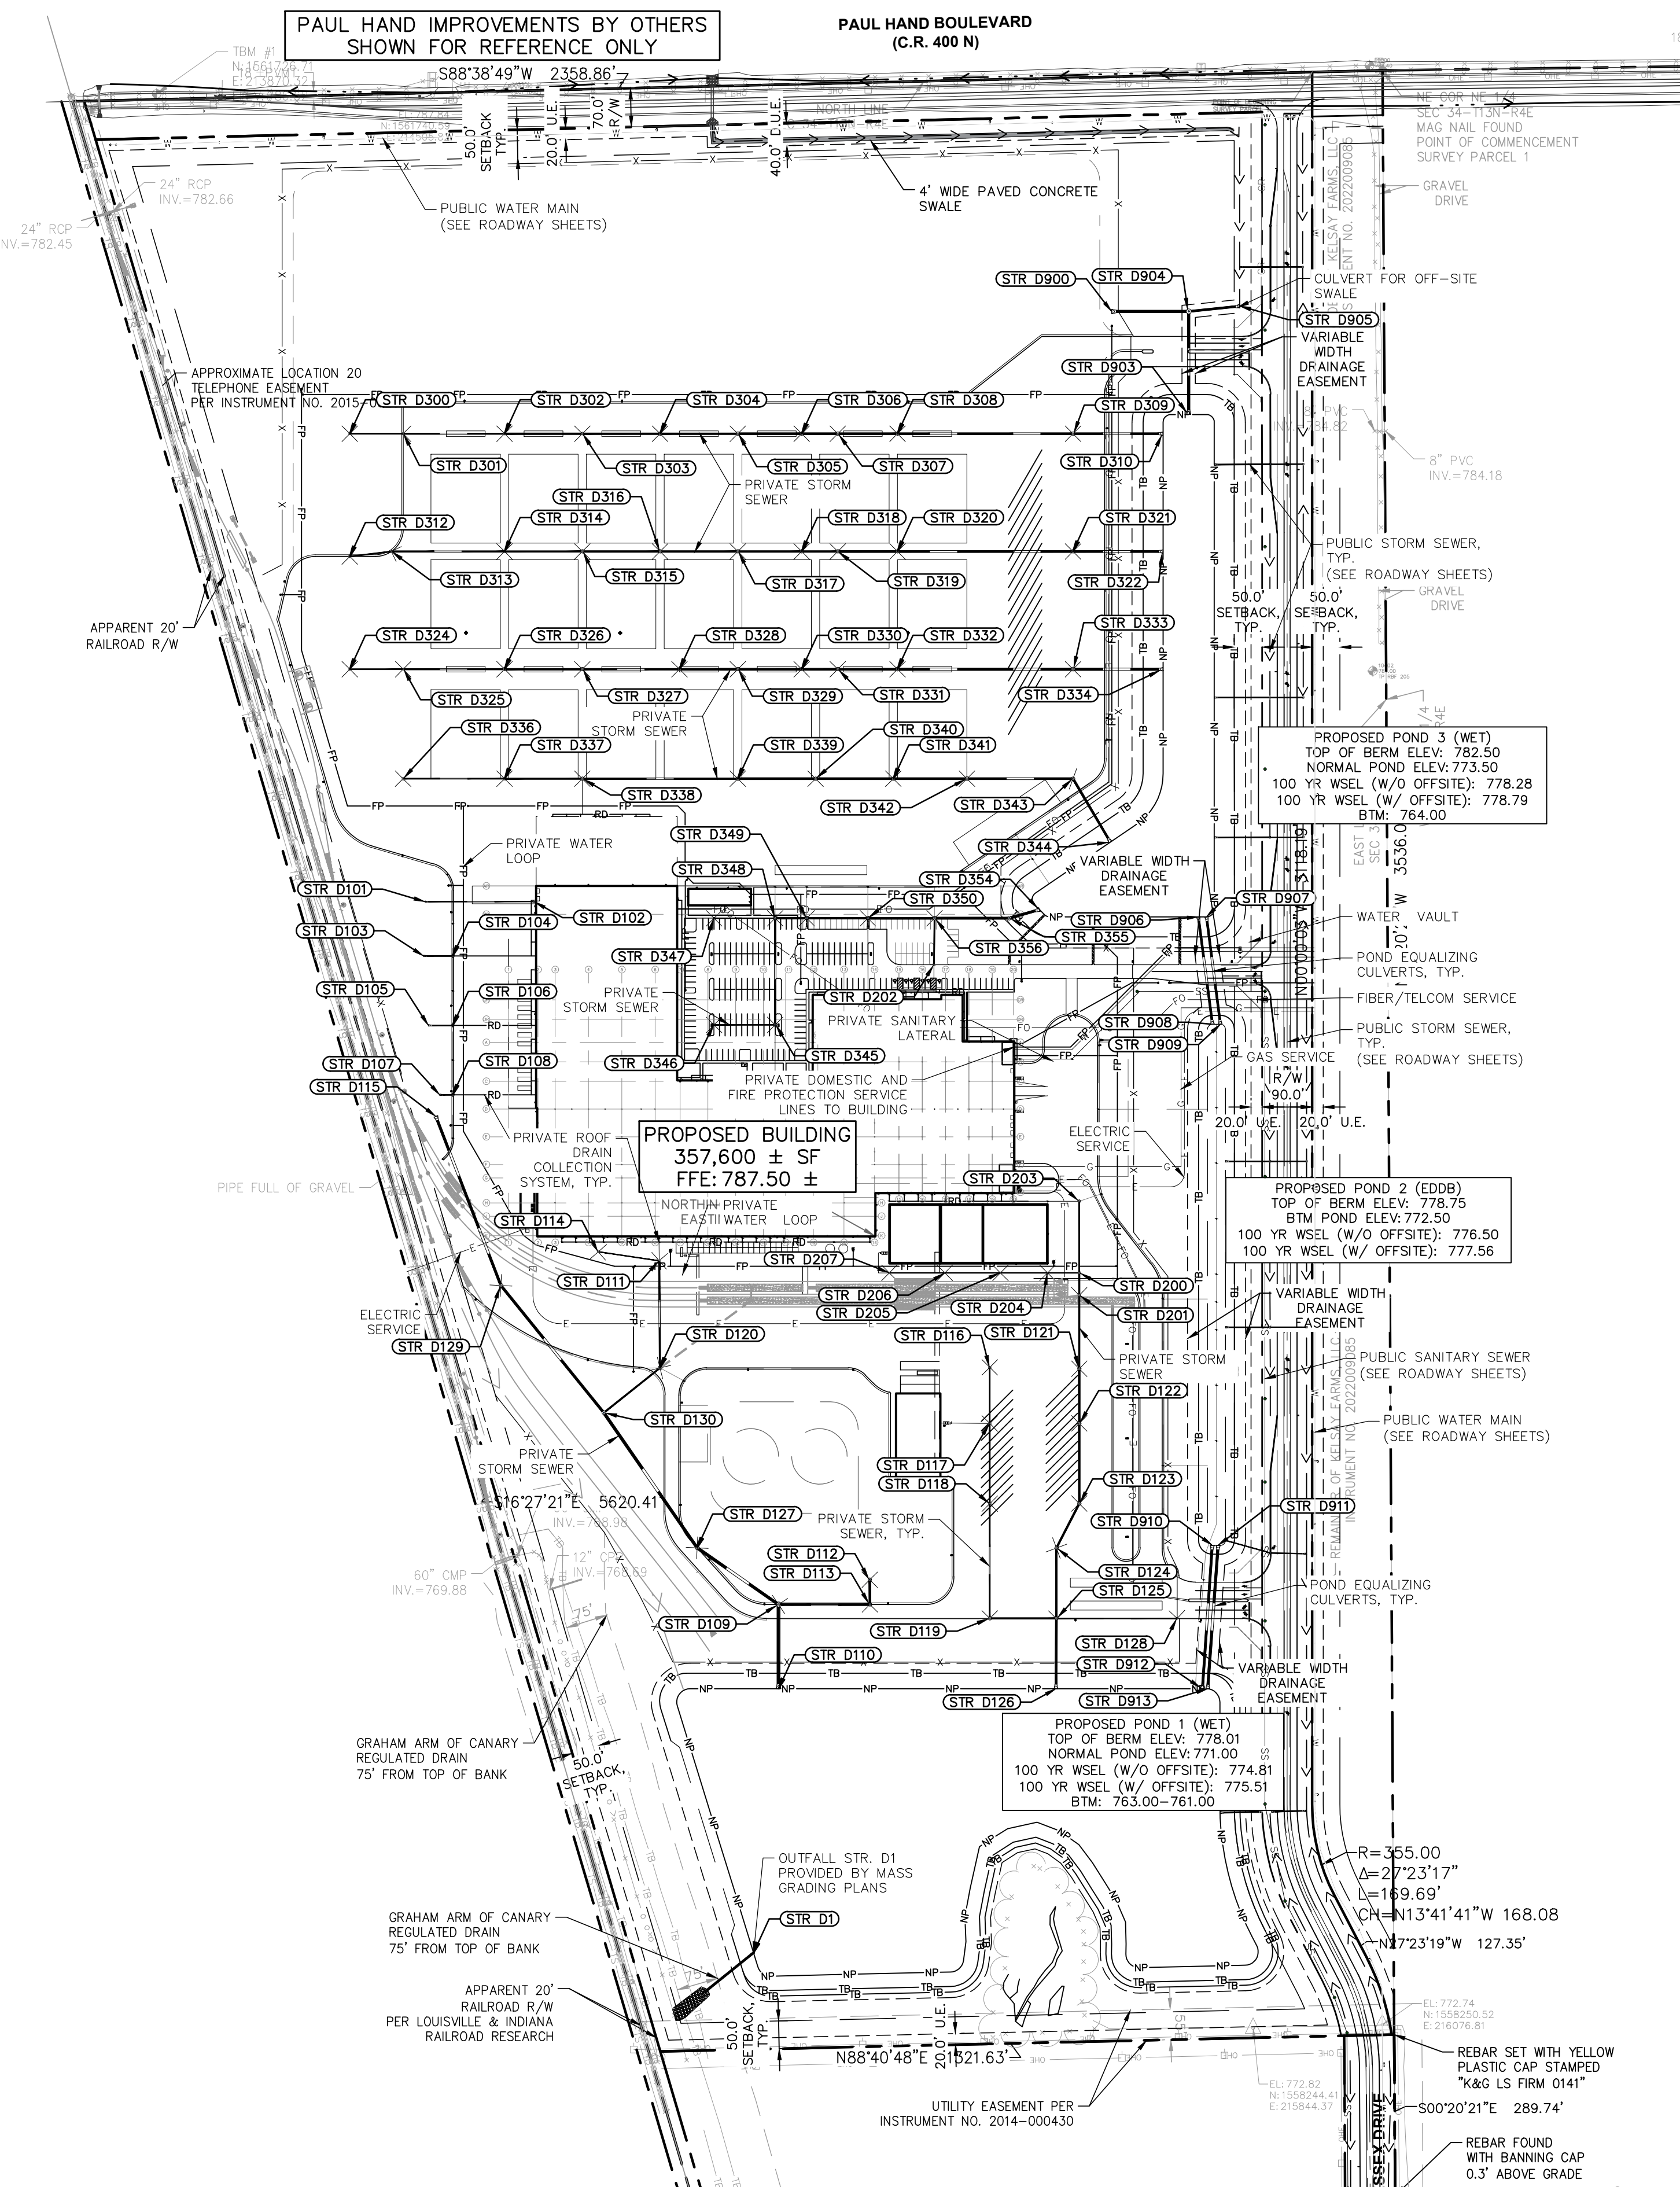 PAUL HAND IMPROVEMENTS BY OTHERS
SHOWN FOR REFERENCE ONLY
PAUL HAND BOULEVARD
(C.R. 400 N)
TBM #1
N:1561726.71
E:213870.32
S88°38'49"W 2358.86'
50.0'
SETBACK
TYP.
20.0' U.E.
70.0'
R/W
40.0' D.U.E.
NORTH LINE
NE COR NE 1/4
SEC 34-T13N-R4E
MAG NAIL FOUND
POINT OF COMMENCEMENT
SURVEY PARCEL 1
GRAVEL
DRIVE
24" RCP
INV.=782.66
24" RCP
INV.=782.45
PUBLIC WATER MAIN
(SEE ROADWAY SHEETS)
4' WIDE PAVED CONCRETE
SWALE
STR D900
STR D904
CULVERT FOR OFF-SITE
SWALE
STR D905
VARIABLE
WIDTH
DRAINAGE
EASEMENT
STR D903
APPROXIMATE LOCATION 20
TELEPHONE EASEMENT
PER INSTRUMENT NO. 2015-0
STR D300
STR D302
STR D304
STR D306
STR D308
STR D309
STR D301
STR D303
STR D305
STR D307
STR D310
PRIVATE STORM
SEWER
8" PVC
INV.=784.18
STR D316
STR D312
STR D314
STR D318
STR D320
STR D321
STR D313
STR D315
STR D317
STR D319
STR D322
PUBLIC STORM SEWER,
TYP.
(SEE ROADWAY SHEETS)
GRAVEL
DRIVE
50.0'
SETBACK,
TYP.
50.0'
SETBACK,
TYP.
APPARENT 20'
RAILROAD R/W
STR D324
STR D326
STR D328
STR D330
STR D332
STR D333
STR D325
STR D327
STR D329
STR D331
STR D334
PRIVATE
STORM SEWER
STR D336
STR D337
STR D339
STR D340
STR D341
STR D338
STR D342
STR D343
PROPOSED POND 3 (WET)
TOP OF BERM ELEV: 782.50
NORMAL POND ELEV: 773.50
100 YR WSEL (W/O OFFSITE): 778.28
100 YR WSEL (W/ OFFSITE): 778.79
BTM: 764.00
PRIVATE WATER
LOOP
STR D349
STR D348
STR D344
STR D354
STR D350
VARIABLE WIDTH
DRAINAGE
EASEMENT
STR D101
STR D102
STR D104
STR D103
STR D906
STR D907
STR D355
STR D356
WATER VAULT
POND EQUALIZING
CULVERTS, TYP.
STR D347
STR D105
STR D106
PRIVATE
STORM SEWER
STR D202
FIBER/TELCOM SERVICE
PRIVATE SANITARY
LATERAL
STR D908
STR D909
PUBLIC STORM SEWER,
TYP.
(SEE ROADWAY SHEETS)
STR D107
STR D108
STR D115
STR D346
STR D345
GAS SERVICE
R/W
90.0'
20.0' U.E.
20.0' U.E.
PRIVATE DOMESTIC AND
FIRE PROTECTION SERVICE
LINES TO BUILDING
PRIVATE ROOF
DRAIN
COLLECTION
SYSTEM, TYP.
PROPOSED BUILDING
357,600 ± SF
FFE: 787.50 ±
ELECTRIC
SERVICE
PIPE FULL OF GRAVEL
STR D203
PROPOSED POND 2 (EDDB)
TOP OF BERM ELEV: 778.75
BTM POND ELEV: 772.50
100 YR WSEL (W/O OFFSITE): 776.50
100 YR WSEL (W/ OFFSITE): 777.56
PRIVATE
WATER LOOP
STR D114
STR D207
STR D111
STR D206
STR D205
STR D204
STR D200
STR D201
VARIABLE WIDTH
DRAINAGE
EASEMENT
ELECTRIC
SERVICE
STR D129
STR D120
STR D116
STR D121
PRIVATE STORM
SEWER
PUBLIC SANITARY SEWER
(SEE ROADWAY SHEETS)
STR D122
STR D130
PUBLIC WATER MAIN
(SEE ROADWAY SHEETS)
PRIVATE
STORM SEWER
STR D117
STR D118
STR D123
S16°27'21"E 5620.41
STR D127
PRIVATE STORM
SEWER, TYP.
STR D910
STR D911
60" CMP
INV.=769.88
STR D112
STR D113
STR D124
STR D125
POND EQUALIZING
CULVERTS, TYP.
75'
STR D109
STR D119
STR D128
STR D110
STR D912
STR D126
STR D913
VARIABLE WIDTH
DRAINAGE
EASEMENT
GRAHAM ARM OF CANARY
REGULATED DRAIN
75' FROM TOP OF BANK
50.0'
SETBACK,
TYP.
PROPOSED POND 1 (WET)
TOP OF BERM ELEV: 778.01
NORMAL POND ELEV: 771.00
100 YR WSEL (W/O OFFSITE): 774.81
100 YR WSEL (W/ OFFSITE): 775.51
BTM: 763.00-761.00
OUTFALL STR. D1
PROVIDED BY MASS
GRADING PLANS
STR D1
R=355.00
Δ=27°23'17"
L=169.69'
CH=N13°41'41"W 168.08
N27°23'19"W 127.35'
GRAHAM ARM OF CANARY
REGULATED DRAIN
75' FROM TOP OF BANK
75'
APPARENT 20'
RAILROAD R/W
PER LOUISVILLE & INDIANA
RAILROAD RESEARCH
50.0'
SETBACK,
TYP.
20.0' U.E.
N88°40'48"E 1321.63'
EL: 772.74
N: 1558250.52
E: 216076.81
REBAR SET WITH YELLOW
PLASTIC CAP STAMPED
"K&G LS FIRM 0141"
EL: 772.82
N: 1558244.41
E: 215844.37
UTILITY EASEMENT PER
INSTRUMENT NO. 2014-000430
S00°20'21"E 289.74'
REBAR FOUND
WITH BANNING CAP
0.3' ABOVE GRADE
SSEX DRIVE